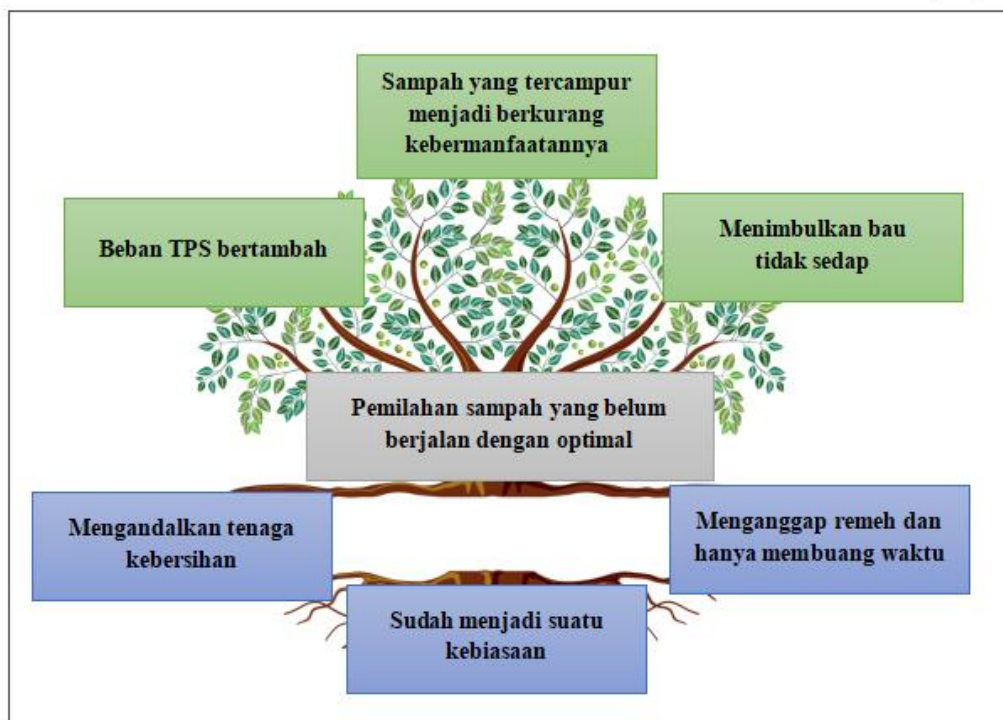 Sampah yang tercampur
menjadi berkurang
kebermanfaatannya
Beban TPS bertambah
Menimbulkan bau
tidak sedap
Pemilahan sampah yang belum
berjalan dengan optimal
Mengandalkan tenaga
kebersihan
Menganggap remeh dan
hanya membuang waktu
Sudah menjadi suatu
kebiasaan